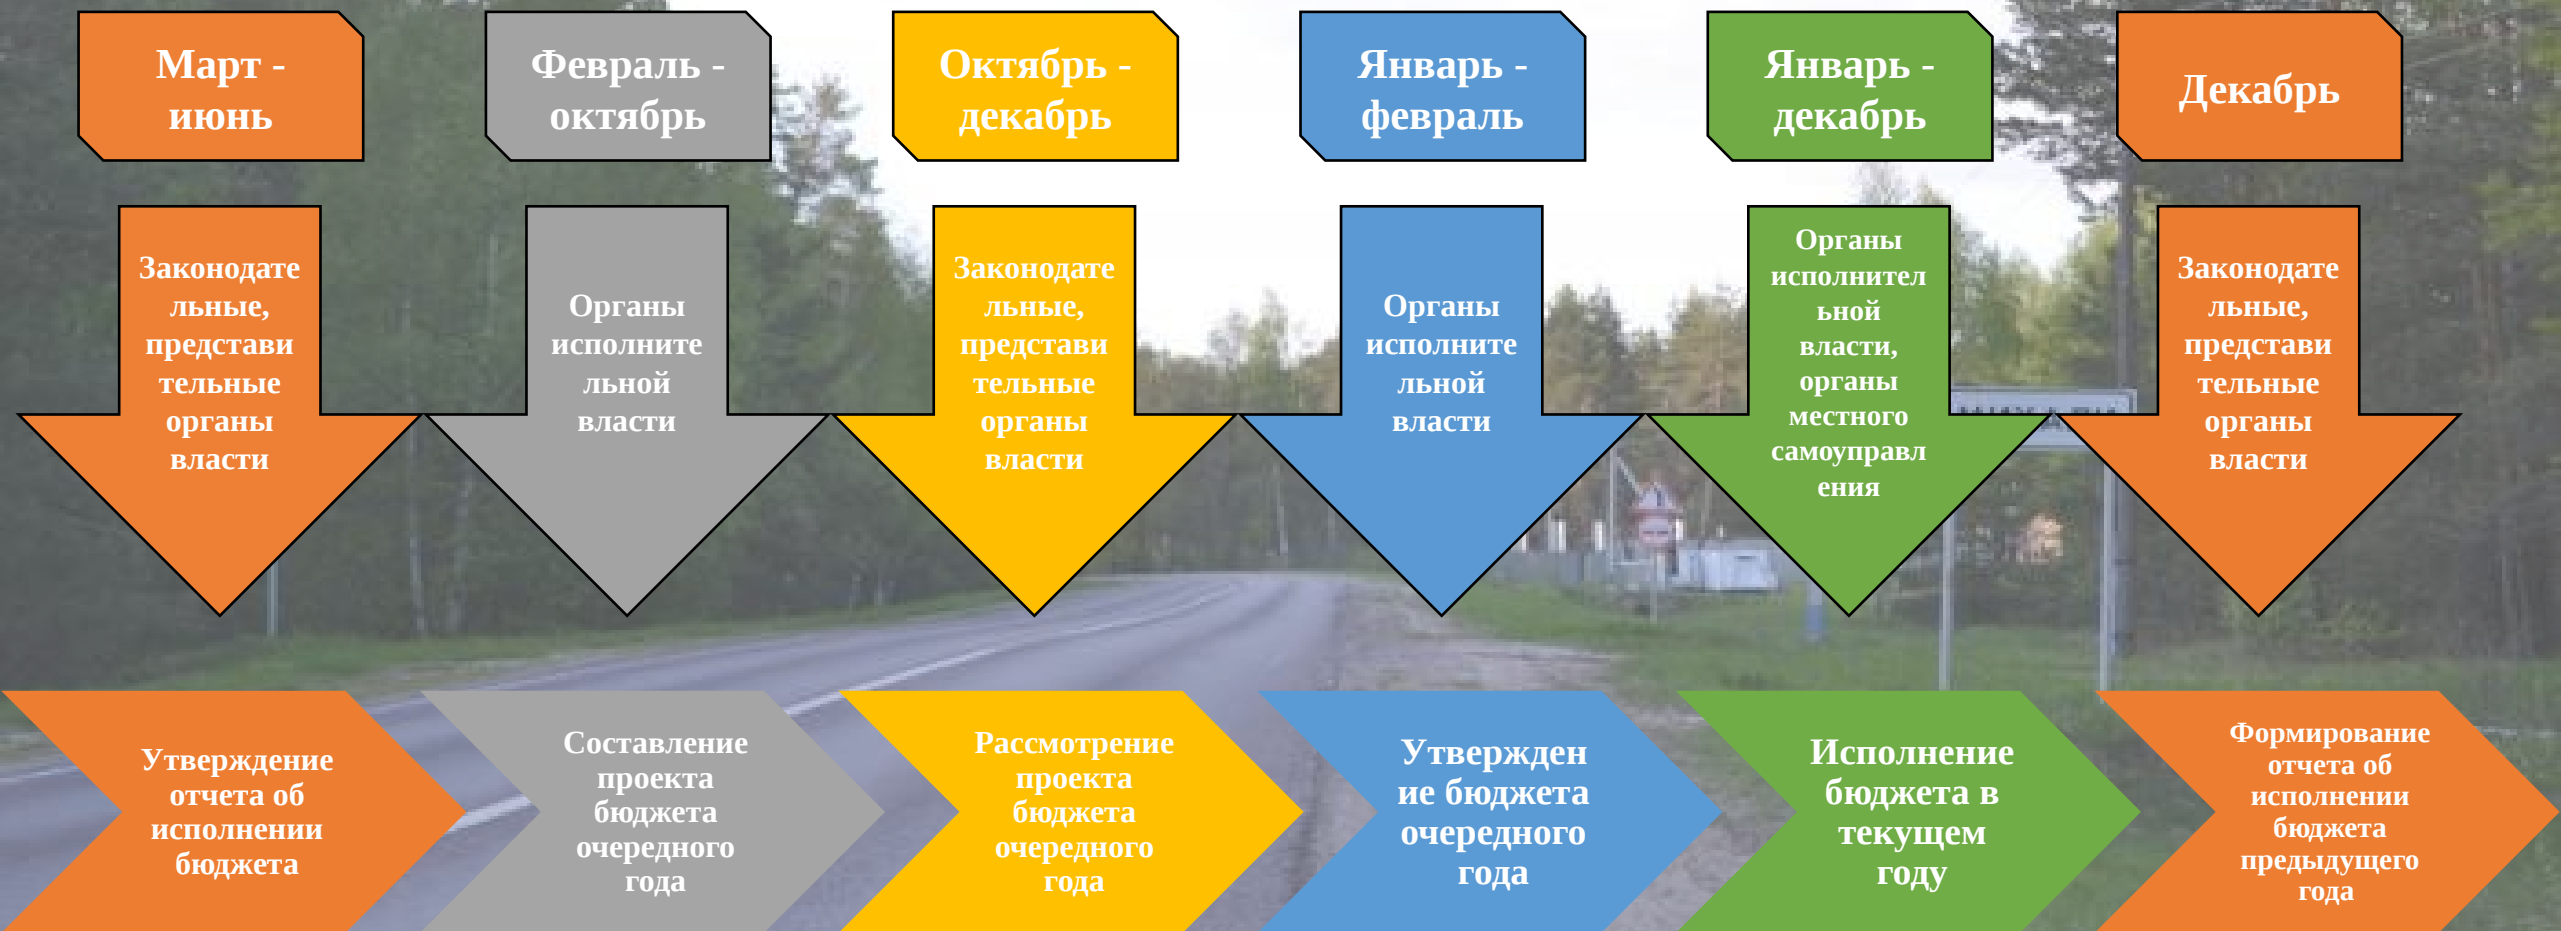 Март -
июнь
Февраль -
октябрь
Октябрь -
декабрь
Январь -
февраль
Январь -
декабрь
Декабрь
Законодате
льные,
представи
тельные
органы
власти
Органы
исполните
льной
власти
Законодате
льные,
представи
тельные
органы
власти
Органы
исполните
льной
власти
Органы
исполнител
ьной
власти,
органы
местного
самоуправл
ения
Законодате
льные,
представи
тельные
органы
власти
Утверждение
отчета об
исполнении
бюджета
Составление
проекта
бюджета
очередного
года
Рассмотрение
проекта
бюджета
очередного
года
Утвержден
ие бюджета
очередного
года
Исполнение
бюджета в
текущем
году
Формирование
отчета об
исполнении
бюджета
предыдущего
года